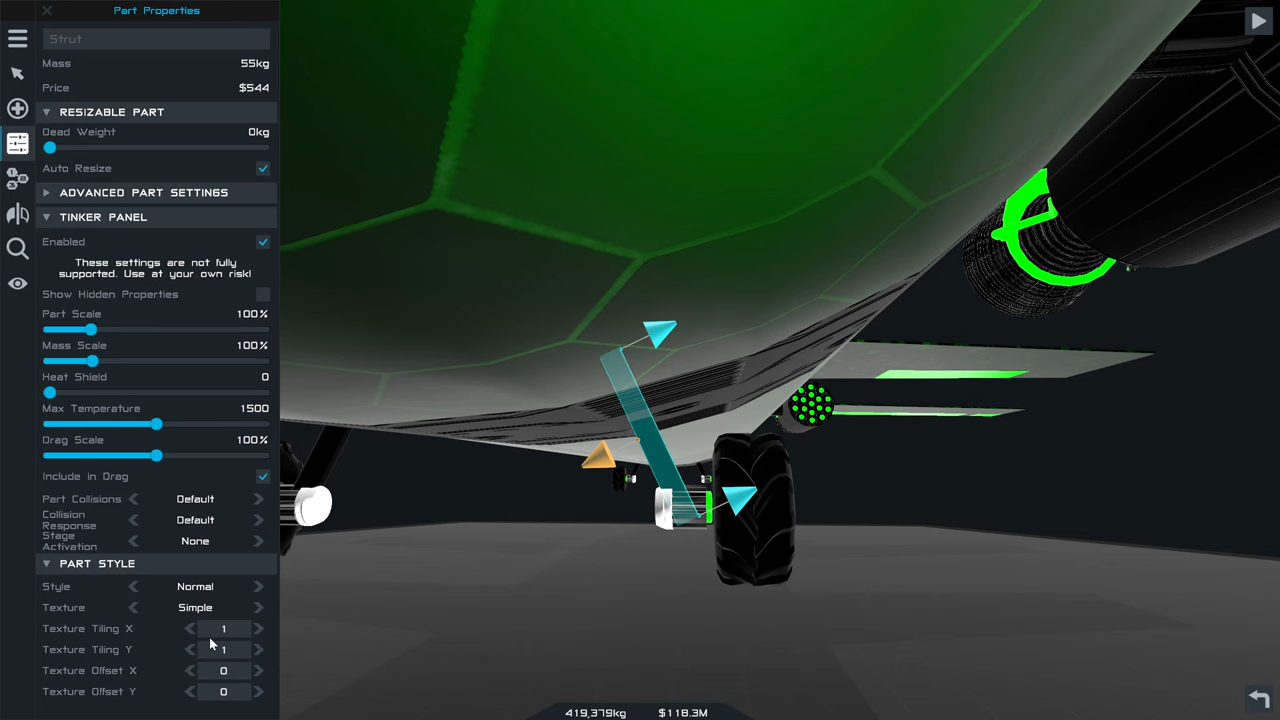 Part Properties
Strut
Mass 55kg
Price $544
RESIZABLE PART
Dead Weight 0kg
Auto Resize
ADVANCED PART SETTINGS
TINKER PANEL
Enabled
These settings are not fully
supported. Use at your own risk!
Show Hidden Properties
Part Scale 100%
Mass Scale 100%
Heat Shield 0
Max Temperature 1500
Drag Scale 100%
Include in Drag
Part Collisions Default
Collision
Response Default
Stage
Activation None
PART STYLE
Style Normal
Texture Simple
Texture Tiling X 1
Texture Tiling Y 1
Texture Offset X 0
Texture Offset Y 0
419,379kg $118.3M